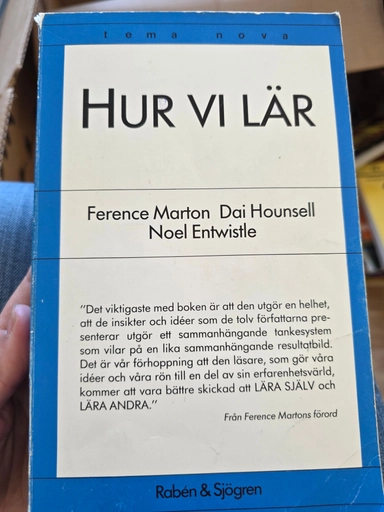 tema nova
HUR VI LÄR
Ference Marton Dai Hounsell
Noel Entwistle
"Det viktigaste med boken är att den utgör en helhet,
att de insikter och idéer som de tolv författarna pre-
senterar utgör ett sammanhängande tankesystem
som vilar på en lika sammanhängande resultatbild.
Det är vår förhoppning att den läsare, som gör våra
idéer och våra rön till en del av sin erfarenhetsvärld,
kommer att vara bättre skickad att LÄRA SJÄLV och
LÄRA ANDRA."
Från Ference Martons förord
Rabén & Sjögren